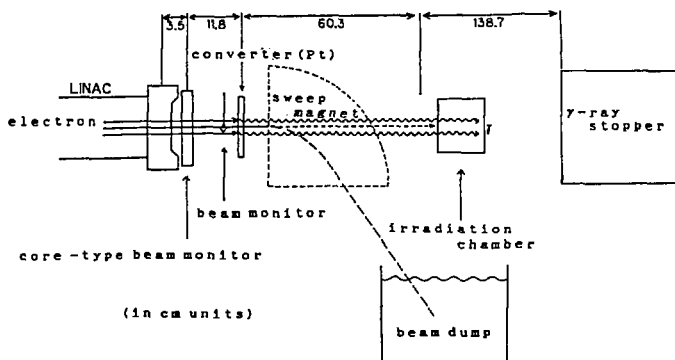 3.5 11.8 60.3 138.7
converter(Pt)
LINAC
sweep
magnet
electron
γ
γ-ray
stopper
beam monitor
irradiation
chamber
core-type beam monitor
(in cm units)
beam dump